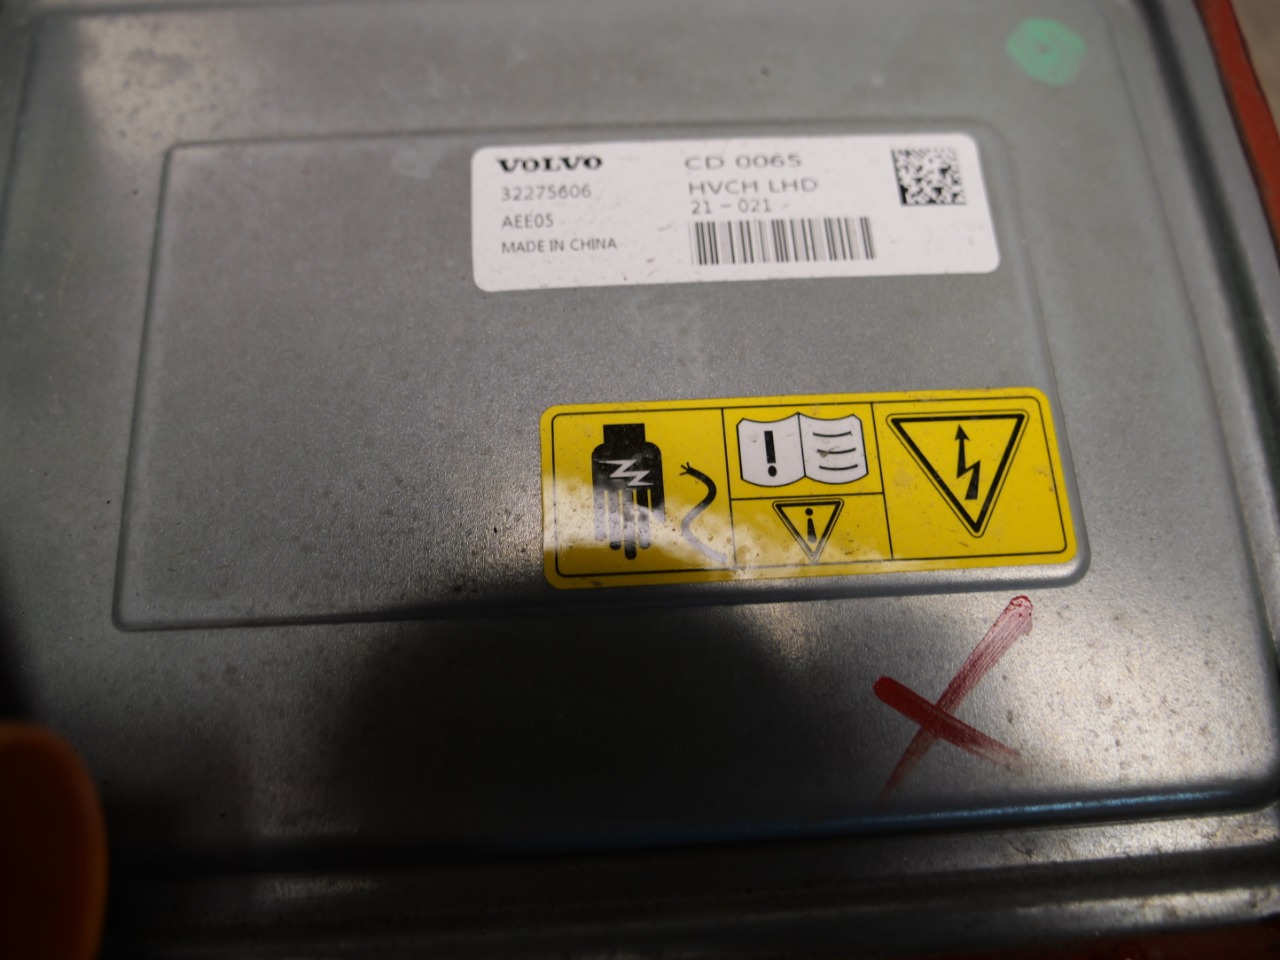 VOLVO
32275606
AEE05
MADE IN CHINA
CD 0065
HVCH LHD
21 - 021